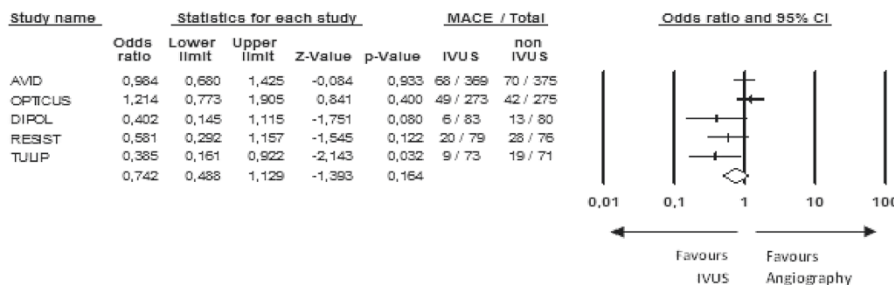 Study name Statistics for each study MACE / Total Odds ratio and 95% CI
Odds ratio Lower limit Upper limit Z-Value p-Value IVUS non IVUS
AVID 0,984 0,680 1,425 -0,084 0,933 68 / 369 70 / 375
OPTICUS 1,214 0,773 1,905 0,841 0,400 49 / 273 42 / 275
DIPOL 0,402 0,145 1,115 -1,751 0,080 6 / 83 13 / 80
RESIST 0,581 0,292 1,157 -1,545 0,122 20 / 79 28 / 76
TULIP 0,385 0,161 0,922 -2,143 0,032 9 / 73 19 / 71
0,742 0,488 1,129 -1,393 0,164
0,01 0,1 1 10 100
Favours Favours
IVUS Angiography